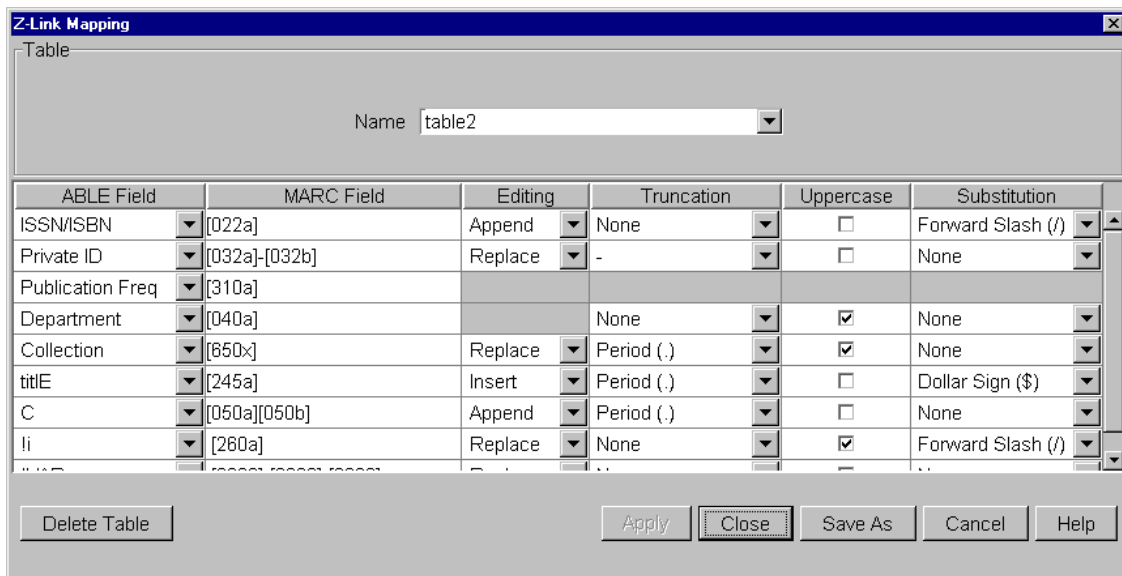 Z-Link Mapping
Table
Name table2
ABLE Field MARC Field Editing Truncation Uppercase Substitution
ISSN/ISBN [022a] Append None Forward Slash (/)
Private ID [032a]-[032b] Replace - None
Publication Freq [310a]
Department [040a] None None
Collection [650x] Replace Period (.) None
titlE [245a] Insert Period (.) Dollar Sign ($)
C [050a][050b] Append Period (.) None
!i [260a] Replace None Forward Slash (/)
Delete Table Apply Close Save As Cancel Help